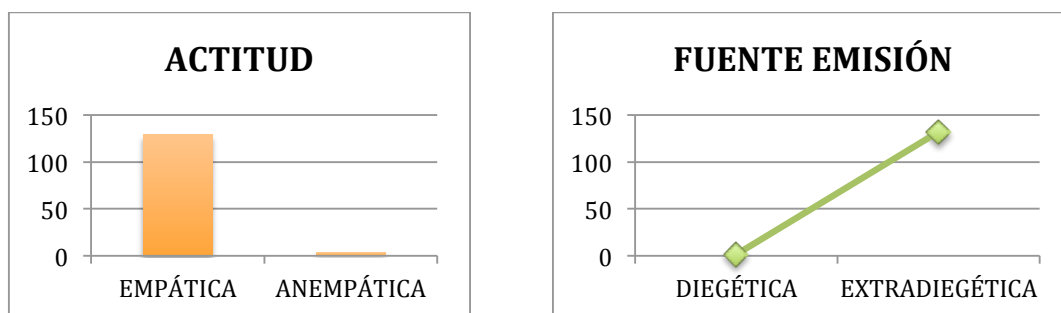 ACTITUD
150
100
50
0
EMPÁTICA ANEMPÁTICA
FUENTE EMISIÓN
150
100
50
0
DIEGÉTICA EXTRADIEGÉTICA